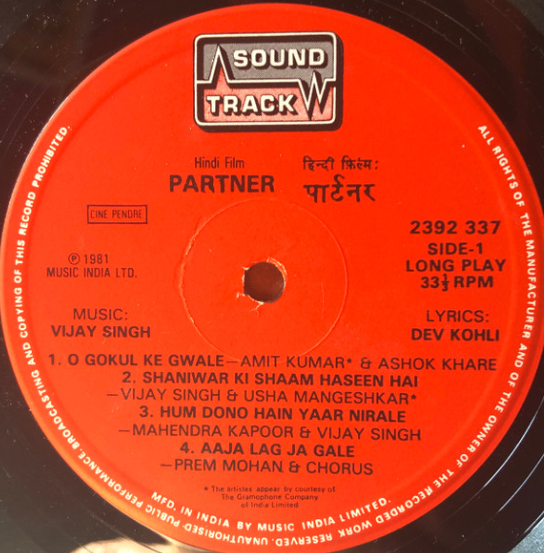 SOUND
TRACK
Hindi Film
PARTNER
हिन्दी फ़िल्म:
पार्टनर
CINE PENDRE
2392 337
SIDE-1
LONG PLAY
33⅓ RPM
℗ 1981
MUSIC INDIA LTD.
MUSIC:
VIJAY SINGH
LYRICS:
DEV KOHLI
1. O GOKUL KE GWALE—AMIT KUMAR* & ASHOK KHARE
2. SHANIWAR KI SHAAM HASEEN HAI
—VIJAY SINGH & USHA MANGESHKAR*
3. HUM DONO HAIN YAAR NIRALE
—MAHENDRA KAPOOR & VIJAY SINGH
4. AAJA LAG JA GALE
—PREM MOHAN & CHORUS
* The articles appear by courtesy of
The Gramophone Company
of India Limited
MFD. IN INDIA BY MUSIC INDIA LIMITED.
ALL RIGHTS OF THE MANUFACTURER AND OF THE OWNER OF THE RECORDED WORK RESERVED. UNAUTHORISED PUBLIC PERFORMANCE, BROADCASTING AND COPYING OF THIS RECORD PROHIBITED.